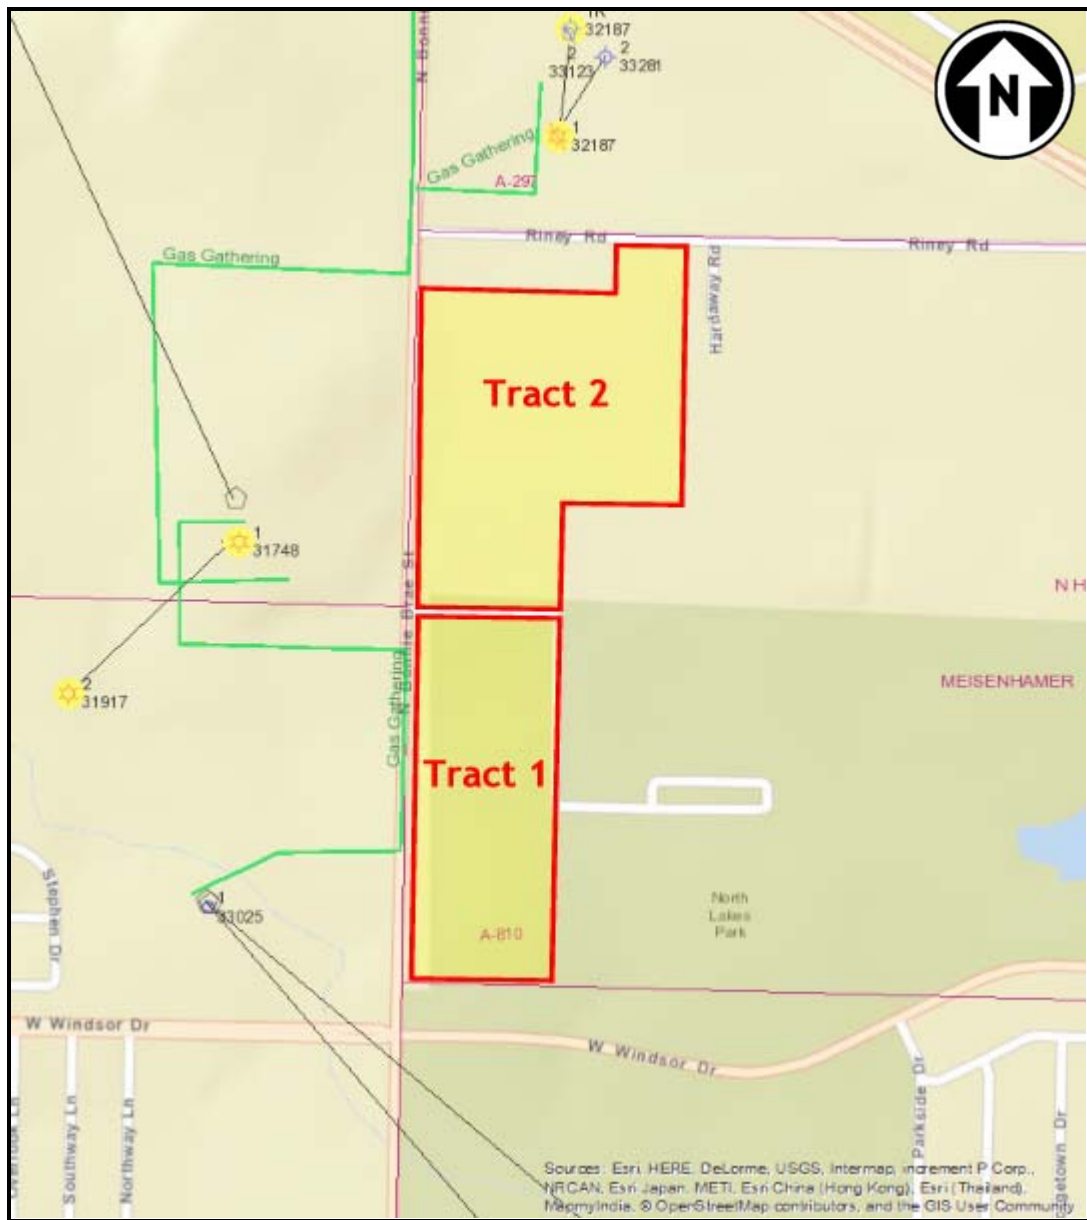 1R
32187
2
33123
2
33281
N
N Bonn
Gas Gathering
1
32187
A-297
Riney Rd
Riney Rd
Gas Gathering
Hardaway Rd
Tract 2
1
31748
N Bonnie Brae St
N H
MEISENHAMER
2
31917
Gas Gathering
Tract 1
Stephen Dr
1
33025
North
Lakes
Park
A-810
W Windsor Dr
W Windsor Dr
Southway Ln
Northway Ln
Parkside Dr
getown Dr
Sources: Esri, HERE, DeLorme, USGS, Intermap, increment P Corp.,
NRCAN, Esri Japan, METI, Esri China (Hong Kong), Esri (Thailand),
MapmyIndia, © OpenStreetMap contributors, and the GIS User Community